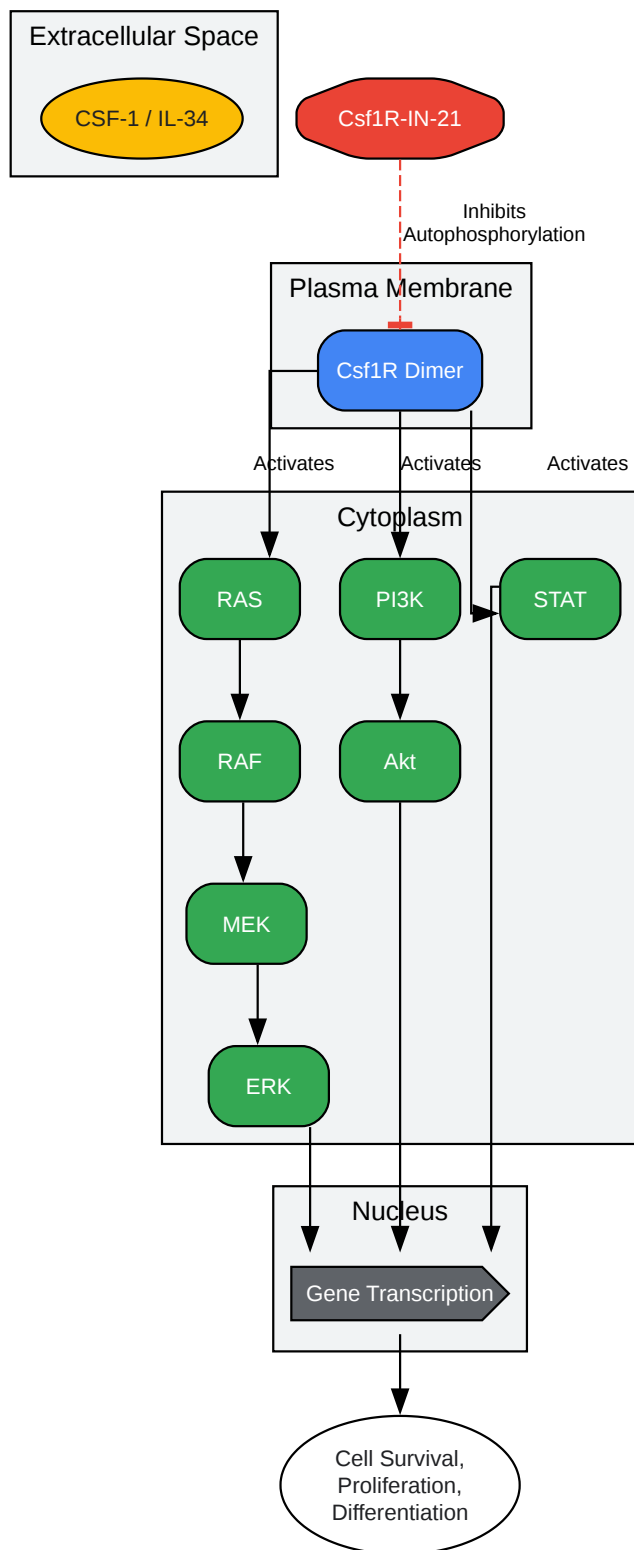 Extracellular Space
CSF-1 / IL-34
Csf1R-IN-21
Inhibits
Autophosphorylation
Plasma Membrane
Csf1R Dimer
Activates
Activates
Activates
Cytoplasm
RAS
PI3K
STAT
RAF
Akt
MEK
ERK
Nucleus
Gene Transcription
Cell Survival,
Proliferation,
Differentiation